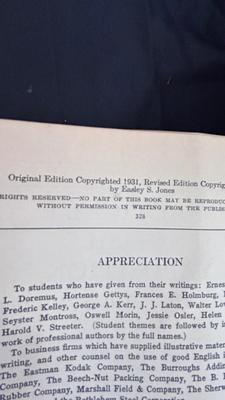 Original Edition Copyrighted 1931, Revised Edition Copyrig
by Easley S. Jones
RIGHTS RESERVED—NO PART OF THIS BOOK MAY BE REPRODUC
WITHOUT PERMISSION IN WRITING FROM THE PUBLIS
328
APPRECIATION
To students who have given from their writings: Ernes
L. Doremus, Hortense Gettys, Frances E. Holmburg,
Frederic Kelley, George A. Kerr, J. J. Laton, Walter Lov
Seyster Montross, Oswell Morin, Jessie Osler, Helen
Harold V. Streeter. (Student themes are followed by i
work of professional authors by the full names.)
To business firms which have supplied illustrative mater
writing, and other counsel on the use of good English i
The Eastman Kodak Company, The Burroughs Addi
Company, The Beech-Nut Packing Company, The B.
Rubber Company, Marshall Field & Company, The Sherw
the Bethlehem Steel